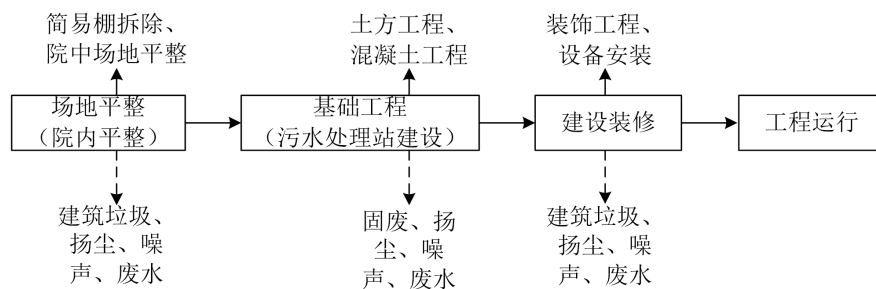 简易棚拆除、
院中场地平整
土方工程、
混凝土工程
装饰工程、
设备安装
场地平整
（院内平整）
基础工程
（污水处理站建设）
建设装修
工程运行
建筑垃圾、
扬尘、噪
声、废水
固废、扬
尘、噪
声、废水
建筑垃圾、
扬尘、噪
声、废水